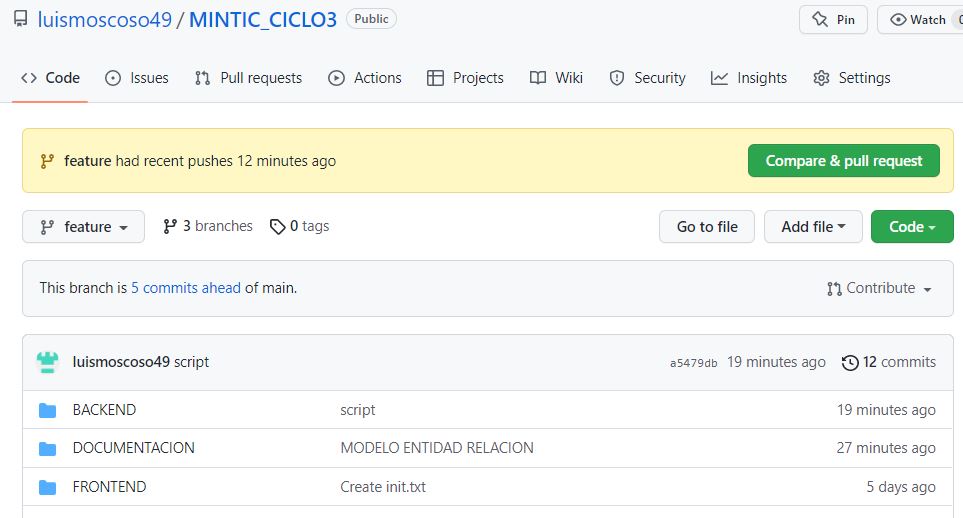 luismoscoso49 / MINTIC_CICLO3 Public Pin Watch
Code Issues Pull requests Actions Projects Wiki Security Insights Settings
feature had recent pushes 12 minutes ago Compare & pull request
feature 3 branches 0 tags Go to file Add file Code
This branch is 5 commits ahead of main. Contribute
luismoscoso49 script a5479db 19 minutes ago 12 commits
BACKEND script 19 minutes ago
DOCUMENTACION MODELO ENTIDAD RELACION 27 minutes ago
FRONTEND Create init.txt 5 days ago